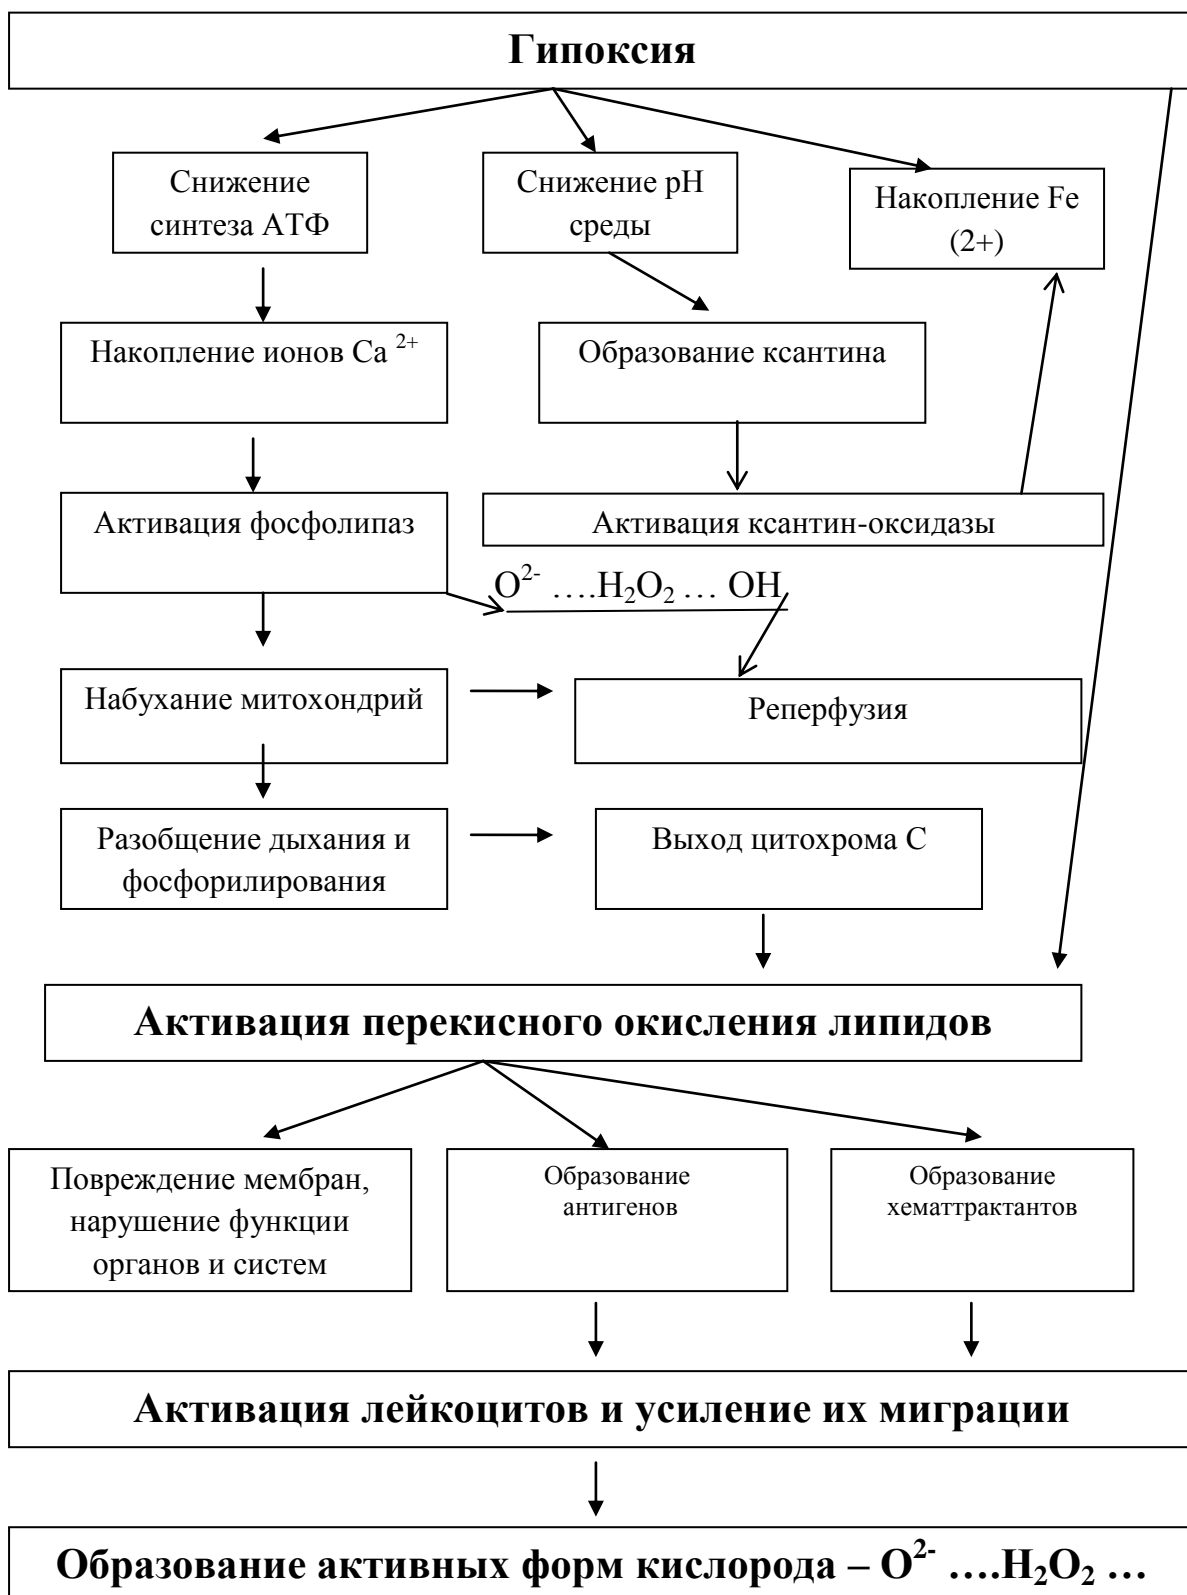 Гипоксия
Снижение
синтеза АТФ
Снижение pH
среды
Накопление Fe
(2+)
Накопление ионов Ca ²⁺
Образование ксантина
Активация фосфолипаз
Активация ксантин-оксидазы
O²⁻ ….H₂O₂ … OH
Набухание митохондрий
Реперфузия
Разобщение дыхания и
фосфорилирования
Выход цитохрома С
Активация перекисного окисления липидов
Повреждение мембран,
нарушение функции
органов и систем
Образование
антигенов
Образование
хематтрактантов
Активация лейкоцитов и усиление их миграции
Образование активных форм кислорода – O²⁻ ….H₂O₂ …